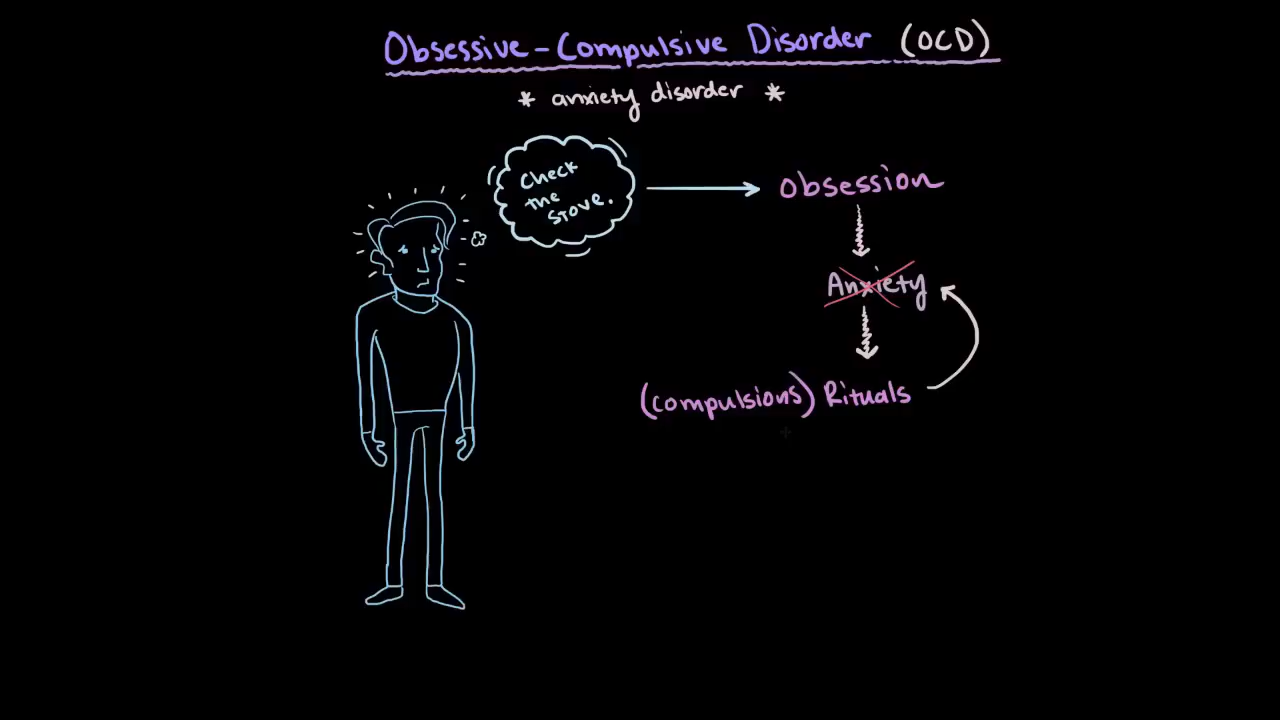 Obsessive-Compulsive Disorder (OCD)
* anxiety disorder *
Check
the
stove.
Obsession
Anxiety
(compulsions) Rituals